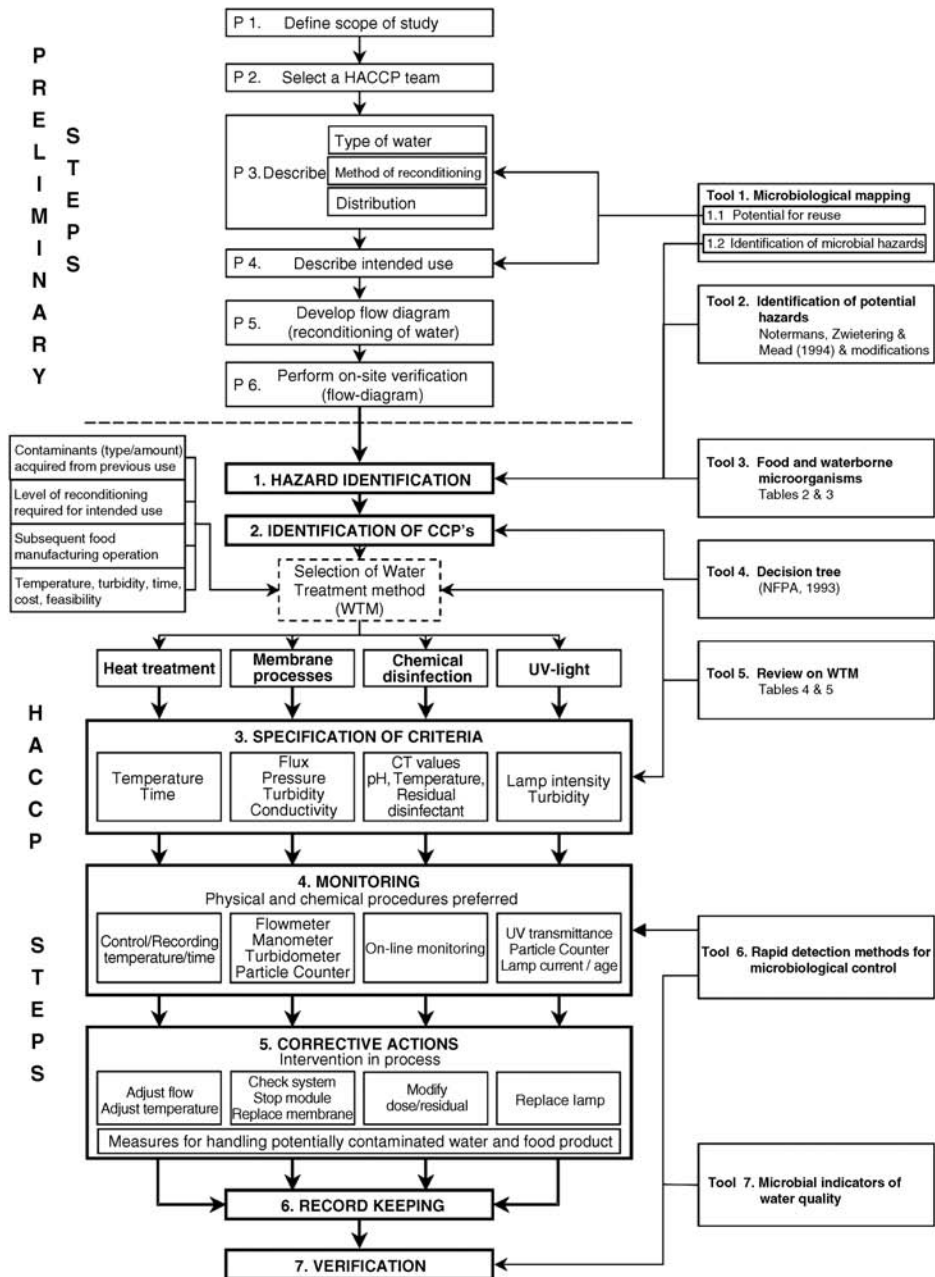 PRELIMINARY
STEPS
P 1. Define scope of study
P 2. Select a HACCP team
P 3. Describe
Type of water
Method of reconditioning
Distribution
P 4. Describe intended use
P 5. Develop flow diagram
(reconditioning of water)
P 6. Perform on-site verification
(flow-diagram)
Tool 1. Microbiological mapping
1.1 Potential for reuse
1.2 Identification of microbial hazards
Tool 2. Identification of potential
hazards
Notermans, Zwietering &
Mead (1994) & modifications
Contaminants (type/amount)
acquired from previous use
Level of reconditioning
required for intended use
Subsequent food
manufacturing operation
Temperature, turbidity, time,
cost, feasibility
1. HAZARD IDENTIFICATION
2. IDENTIFICATION OF CCP's
Selection of Water
Treatment method
(WTM)
Tool 3. Food and waterborne
microorganisms
Tables 2 & 3
Tool 4. Decision tree
(NFPA, 1993)
Tool 5. Review on WTM
Tables 4 & 5
HACCP
STEPS
Heat treatment
Membrane
processes
Chemical
disinfection
UV-light
3. SPECIFICATION OF CRITERIA
Temperature
Time
Flux
Pressure
Turbidity
Conductivity
CT values
pH, Temperature,
Residual
disinfectant
Lamp intensity
Turbidity
4. MONITORING
Physical and chemical procedures preferred
Control/Recording
temperature/time
Flowmeter
Manometer
Turbidometer
Particle Counter
On-line monitoring
UV transmittance
Particle Counter
Lamp current / age
Tool 6. Rapid detection methods for
microbiological control
5. CORRECTIVE ACTIONS
Intervention in process
Adjust flow
Adjust temperature
Check system
Stop module
Replace membrane
Modify
dose/residual
Replace lamp
Measures for handling potentially contaminated water and food product
6. RECORD KEEPING
7. VERIFICATION
Tool 7. Microbial indicators of
water quality